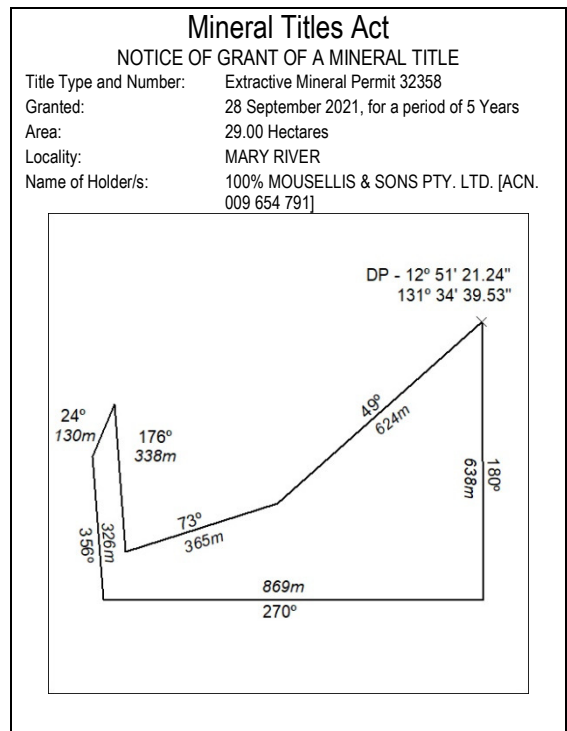 Mineral Titles Act
NOTICE OF GRANT OF A MINERAL TITLE
Title Type and Number: Extractive Mineral Permit 32358
Granted: 28 September 2021, for a period of 5 Years
Area: 29.00 Hectares
Locality: MARY RIVER
Name of Holder/s: 100% MOUSELLIS & SONS PTY. LTD. [ACN.
009 654 791]
DP - 12º 51' 21.24"
131º 34' 39.53"
49º
624m
24º
130m
176º
338m
180º
638m
73º
365m
356º
326m
869m
270º